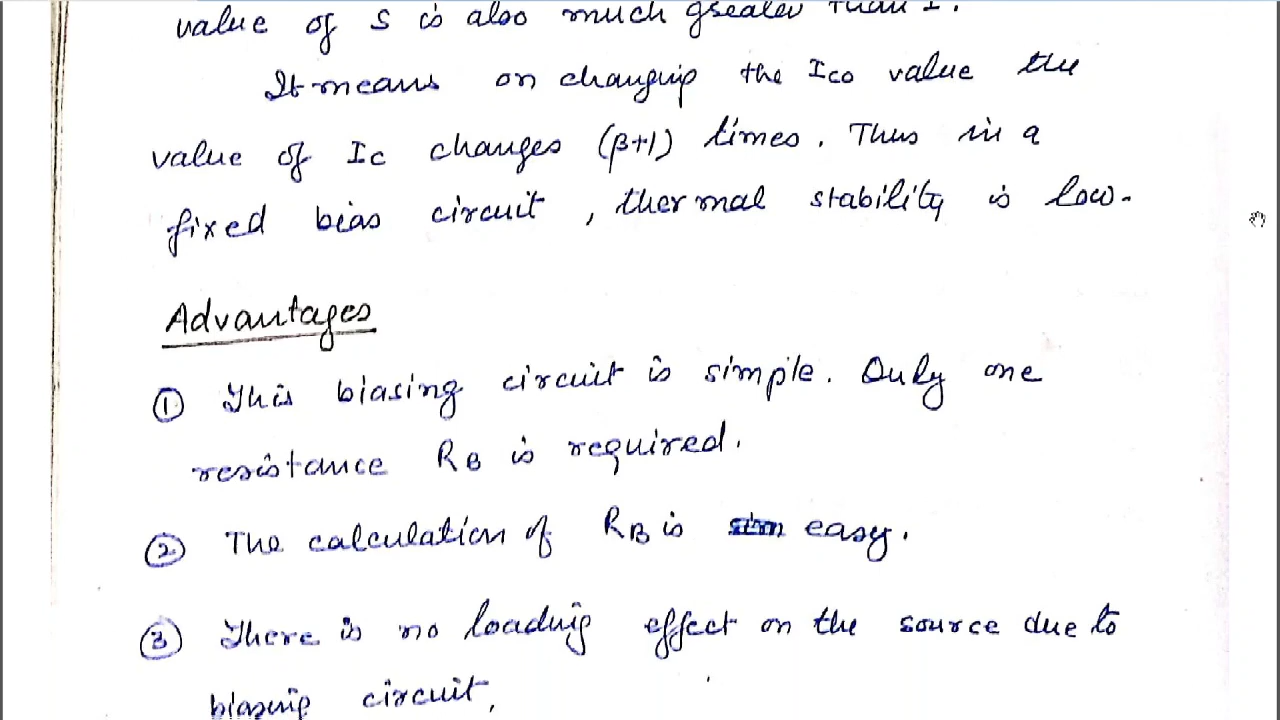 value of S is also much greater than 1.
It means on changing the Ico value the
value of Ic changes (β+1) times. Thus in a
fixed bias circuit, thermal stability is low.
Advantages
① This biasing circuit is simple. Only one
resistance RB is required.
② The calculation of RB is easy.
③ There is no loading effect on the source due to
biasing circuit,